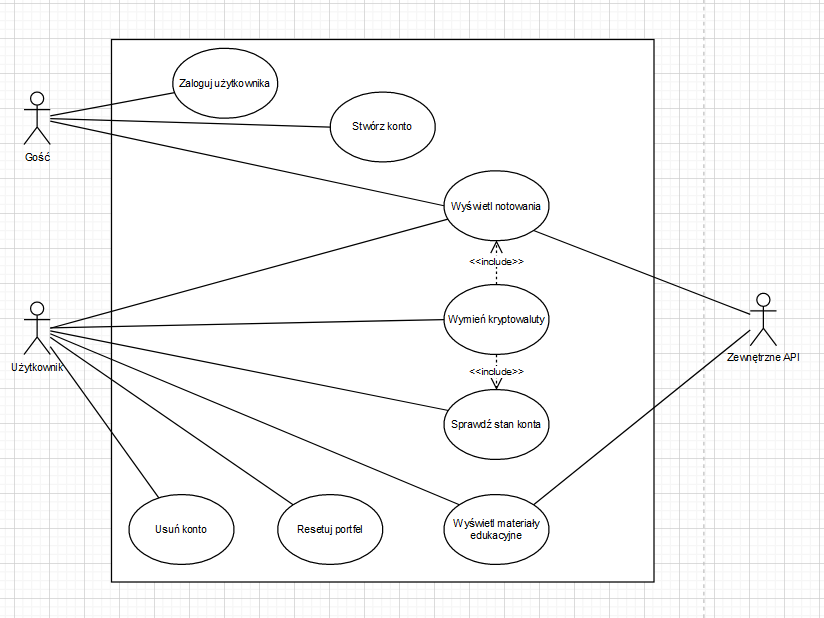 Zaloguj użytkownika
Stwórz konto
Gość
Wyświetl notowania
<<include>>
Wymień kryptowaluty
Użytkownik
Zewnętrzne API
<<include>>
Sprawdź stan konta
Usuń konto
Resetuj portfel
Wyświetl materiały
edukacyjne